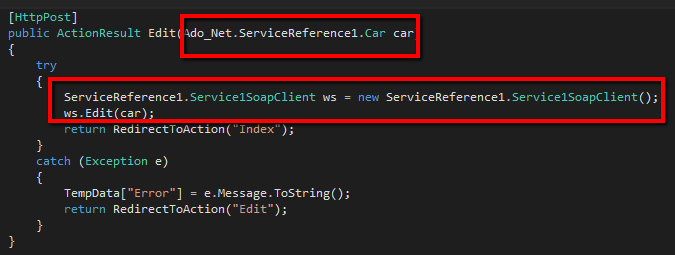 [HttpPost]
public ActionResult Edit(Ado_Net.ServiceReference1.Car car
{
try
{
ServiceReference1.Service1SoapClient ws = new ServiceReference1.Service1SoapClient();
ws.Edit(car);
return RedirectToAction("Index");
}
catch (Exception e)
{
TempData["Error"] = e.Message.ToString();
return RedirectToAction("Edit");
}
}